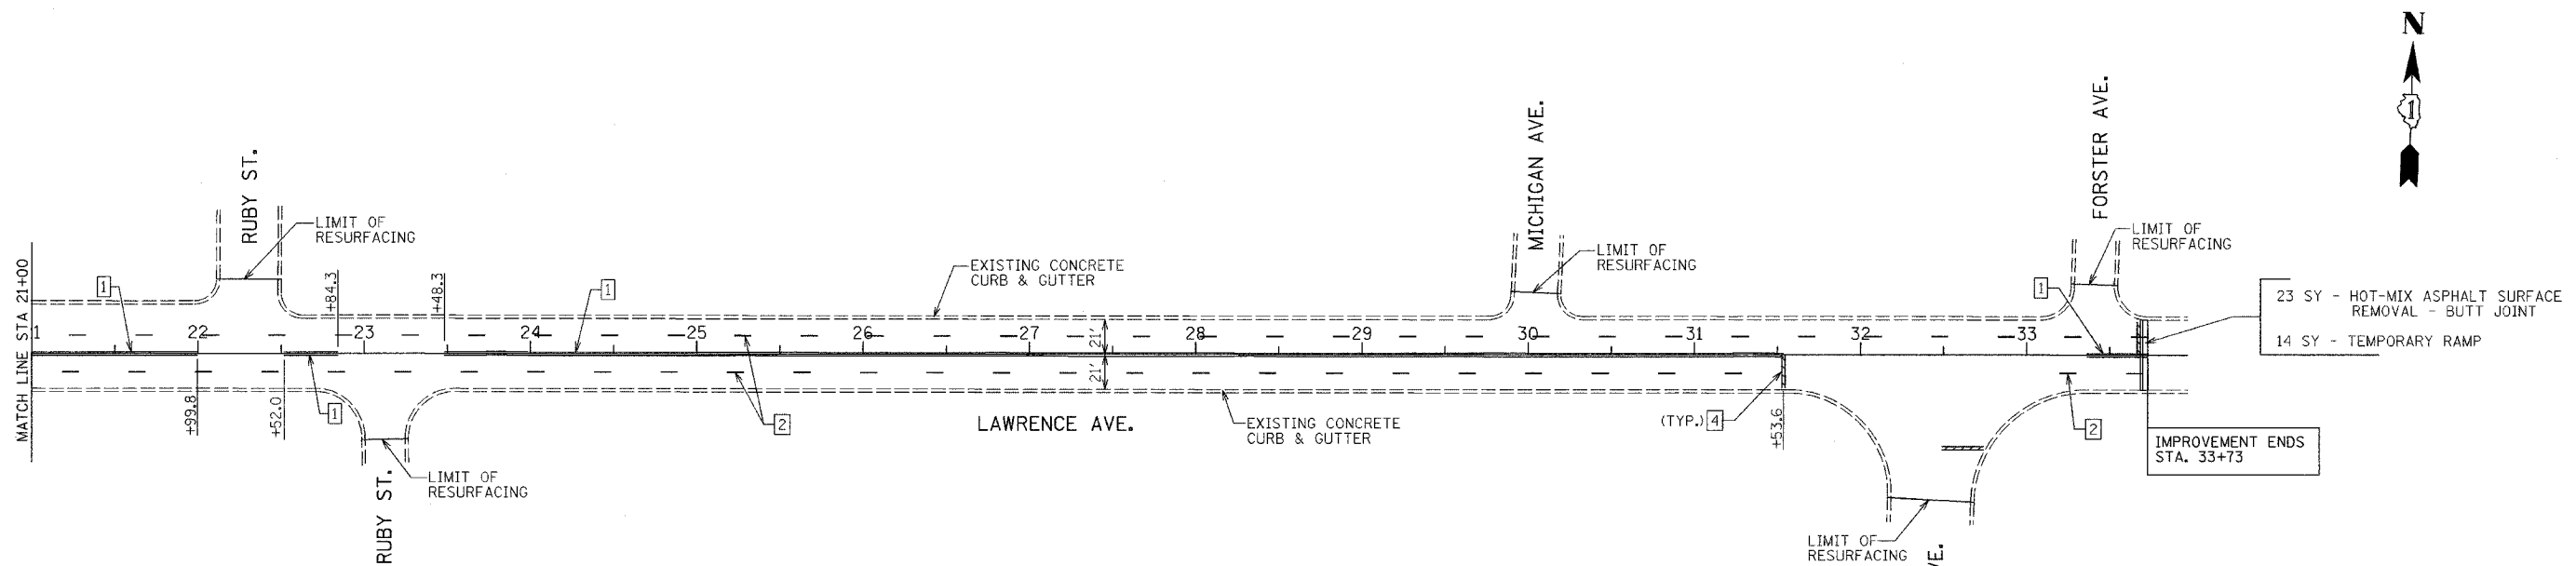 N
1
RUBY ST.
LIMIT OF
RESURFACING
MICHIGAN AVE.
LIMIT OF
RESURFACING
FORSTER AVE.
LIMIT OF
RESURFACING
MATCH LINE STA 21+00
1
+84.3
+48.3
1
EXISTING CONCRETE
CURB & GUTTER
1
23 SY - HOT-MIX ASPHALT SURFACE
REMOVAL - BUTT JOINT
14 SY - TEMPORARY RAMP
1 22 23 24 25 26 27 28 29 30 31 32 33
21'
21'
+99.8
+52.0
1
2
LAWRENCE AVE.
EXISTING CONCRETE
CURB & GUTTER
(TYP.) 4
+53.6
2
IMPROVEMENT ENDS
STA. 33+73
RUBY ST.
LIMIT OF
RESURFACING
LIMIT OF
RESURFACING
VE.